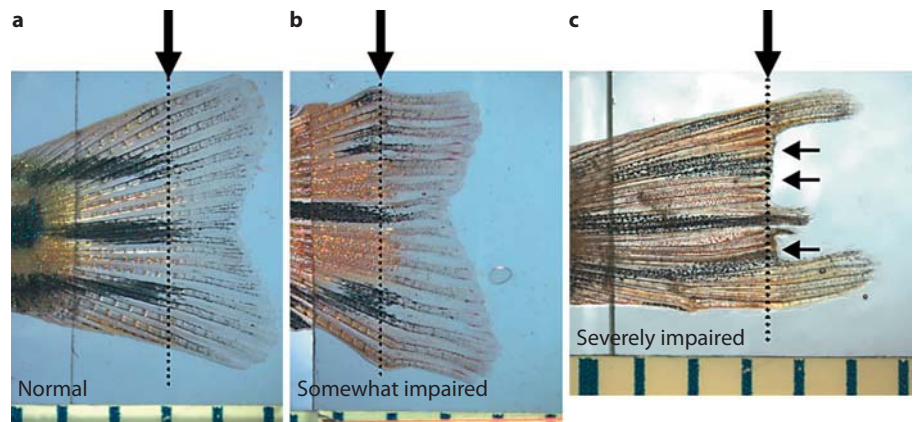 a
b
c
Normal
Somewhat impaired
Severely impaired